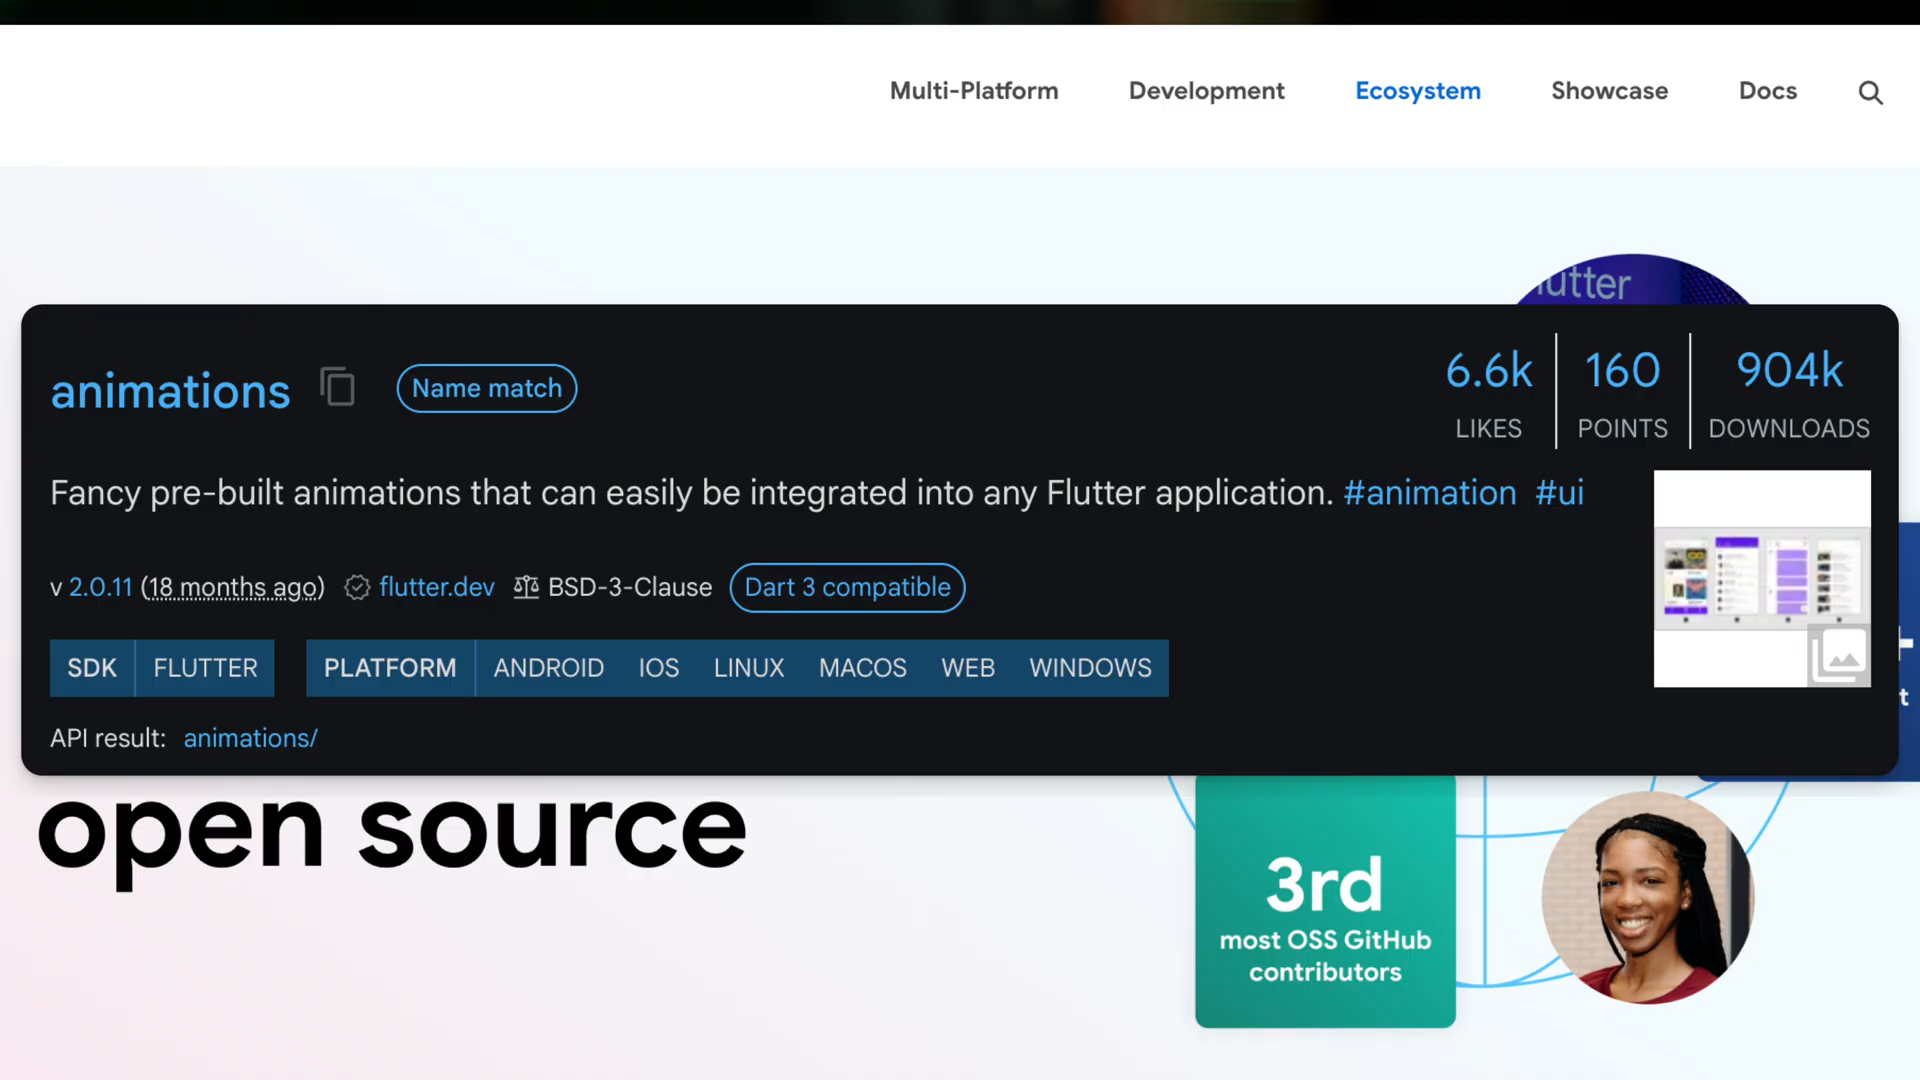 Multi-Platform Development Ecosystem Showcase Docs
utter
animations Name match
6.6k 160 904k
LIKES POINTS DOWNLOADS
Fancy pre-built animations that can easily be integrated into any Flutter application. #animation #ui
v 2.0.11 (18 months ago) flutter.dev BSD-3-Clause Dart 3 compatible
SDK FLUTTER PLATFORM ANDROID IOS LINUX MACOS WEB WINDOWS
t
API result: animations/
open source
3rd
most OSS GitHub
contributors